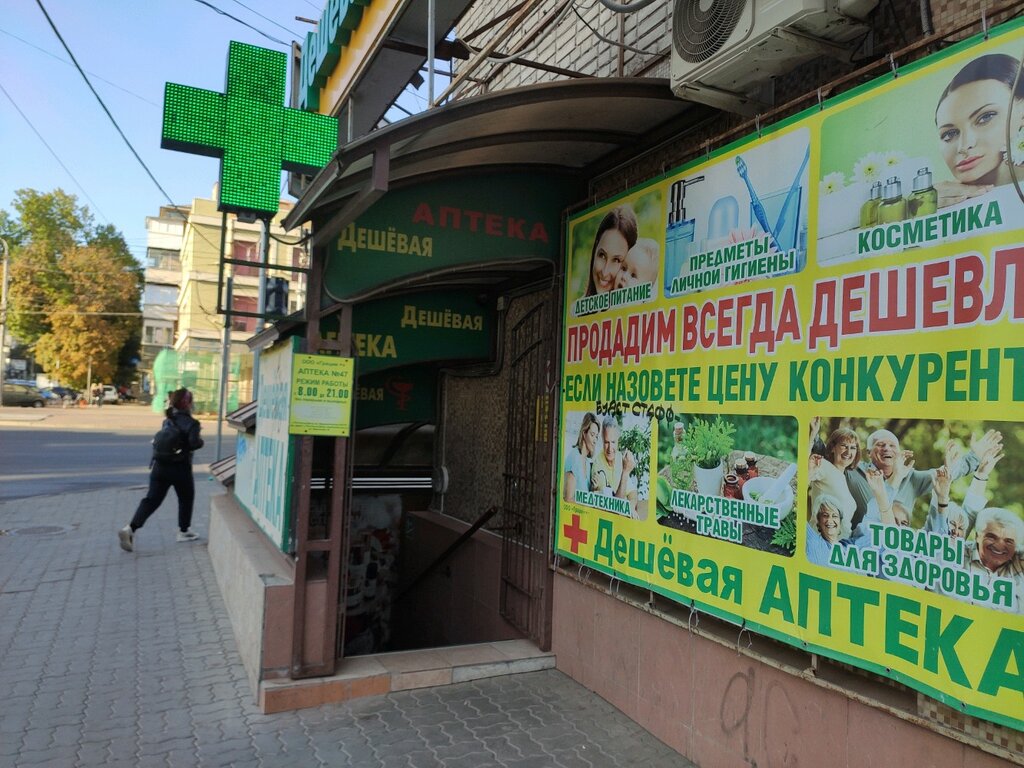 АПТЕКА
ДЕШЁВАЯ
ДЕШЁВАЯ
АПТЕКА №47
РЕЖИМ РАБОТЫ
с 8.00 до 21.00
ДЕТСКОЕ ПИТАНИЕ
ПРЕДМЕТЫ
ЛИЧНОЙ ГИГИЕНЫ
КОСМЕТИКА
ПРОДАДИМ ВСЕГДА ДЕШЕВЛ
ЕСЛИ НАЗОВЕТЕ ЦЕНУ КОНКУРЕНТ
МЕДТЕХНИКА
ЛЕКАРСТВЕННЫЕ
ТРАВЫ
ТОВАРЫ
ДЛЯ ЗДОРОВЬЯ
ДЕШЁВАЯ АПТЕКА